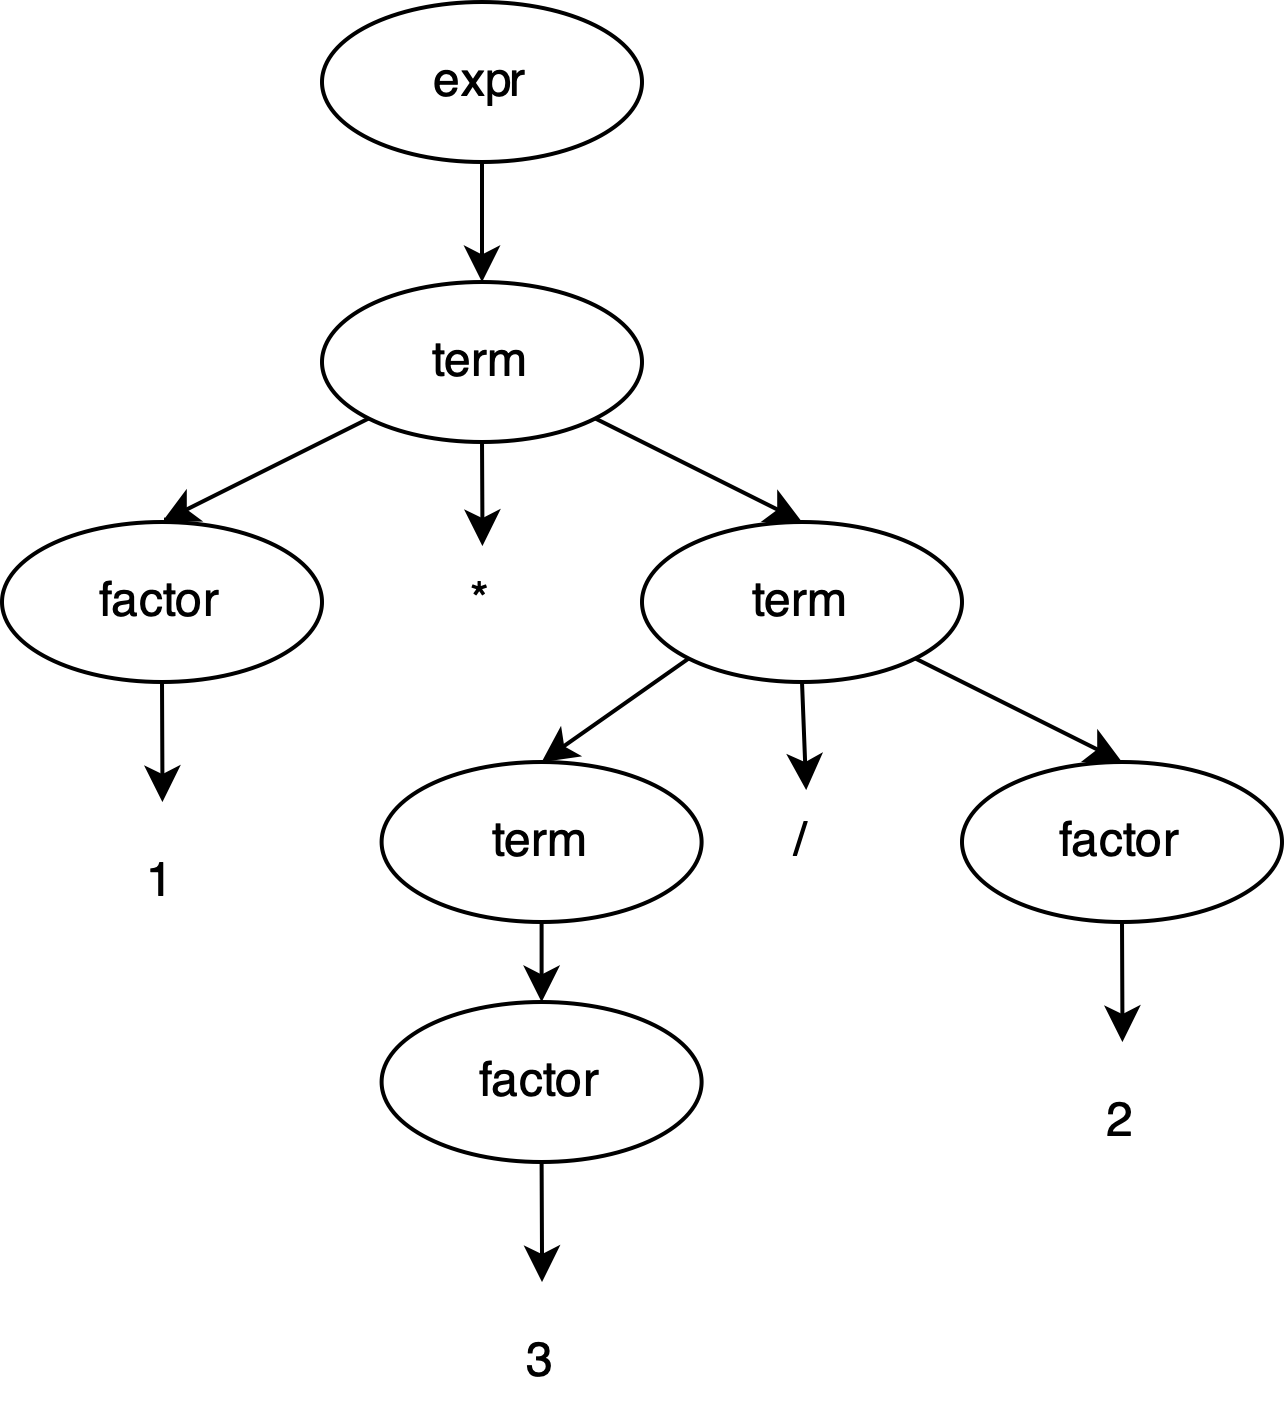 expr
term
factor
*
term
1
term
/
factor
factor
2
3